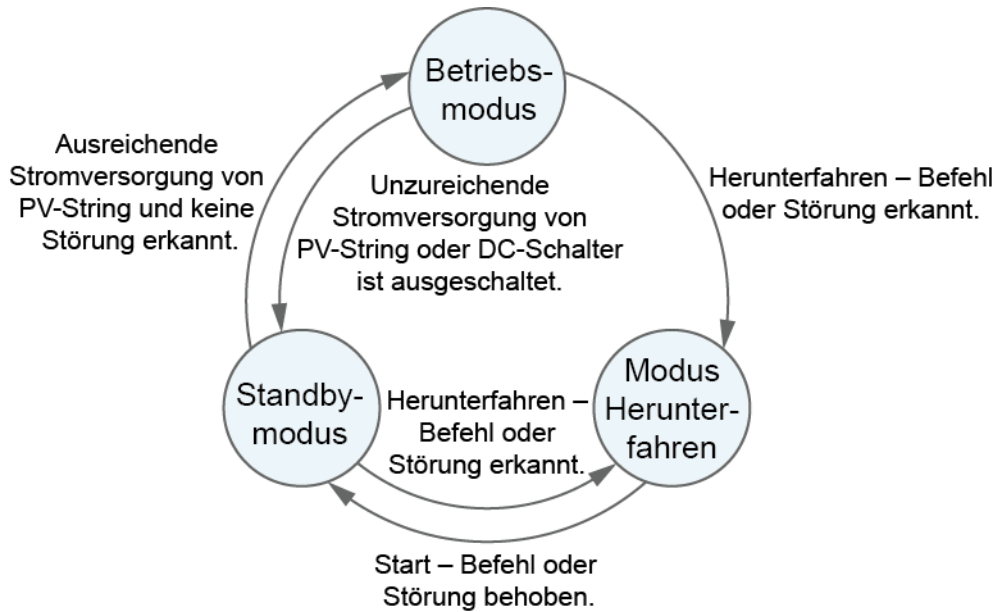 Betriebs-
modus
Ausreichende
Stromversorgung von
PV-String und keine
Störung erkannt.
Unzureichende
Stromversorgung von
PV-String oder DC-Schalter
ist ausgeschaltet.
Herunterfahren – Befehl
oder Störung erkannt.
Standby-
modus
Herunterfahren –
Befehl oder
Störung erkannt.
Modus
Herunter-
fahren
Start – Befehl oder
Störung behoben.